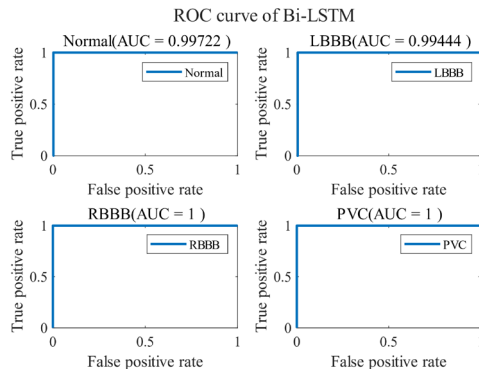 ROC curve of Bi-LSTM
Normal(AUC = 0.99722 )
True positive rate
1
0.5
0
Normal
0
0.5
1
False positive rate
LBBB(AUC = 0.99444 )
True positive rate
1
0.5
0
LBBB
0
0.5
False positive rate
RBBB(AUC = 1 )
True positive rate
1
0.5
0
RBBB
0
0.5
1
False positive rate
PVC(AUC = 1 )
True positive rate
1
0.5
0
PVC
0
0.5
False positive rate